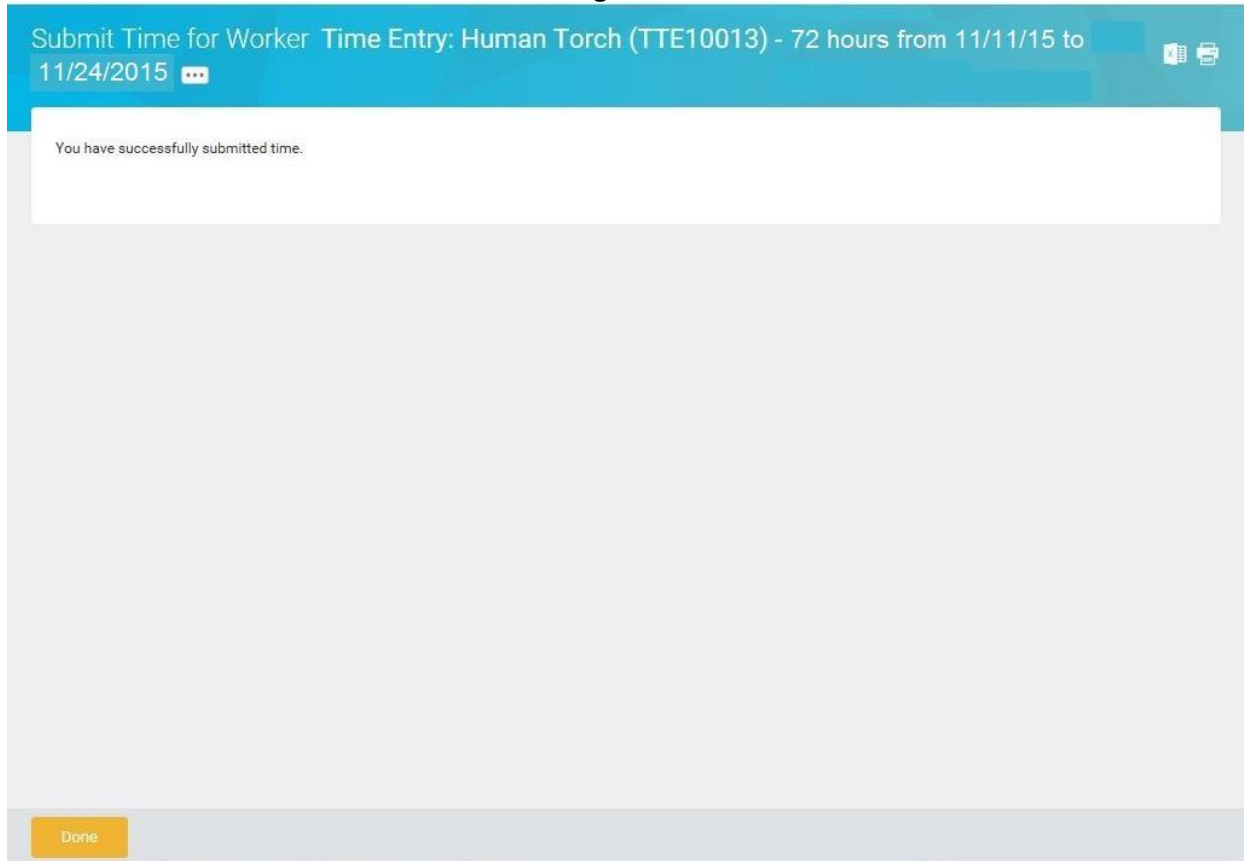 Submit Time for Worker Time Entry: Human Torch (TTE10013) - 72 hours from 11/11/15 to
11/24/2015
You have successfully submitted time.
Done